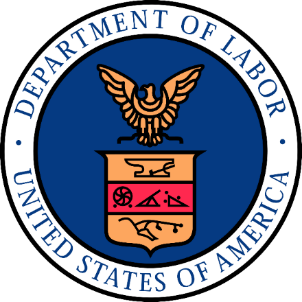 DEPARTMENT OF LABOR
UNITED STATES OF AMERICA